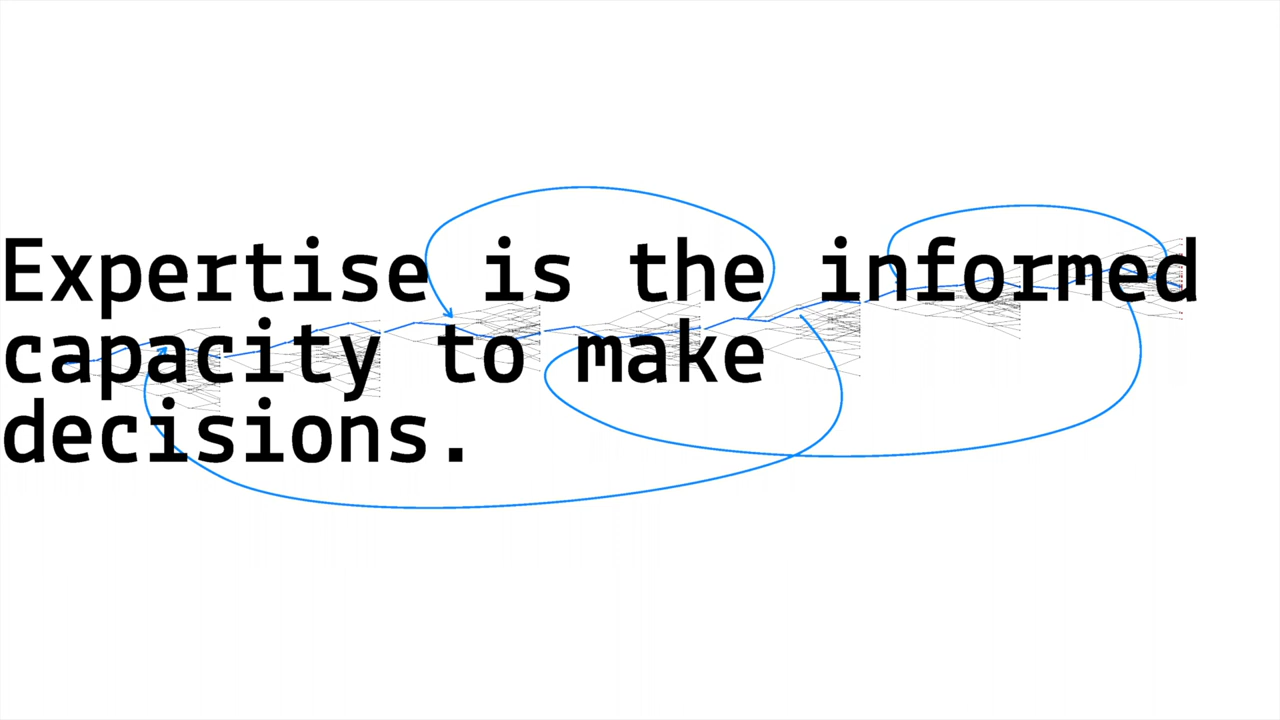 Expertise is the informed
capacity to make
decisions.